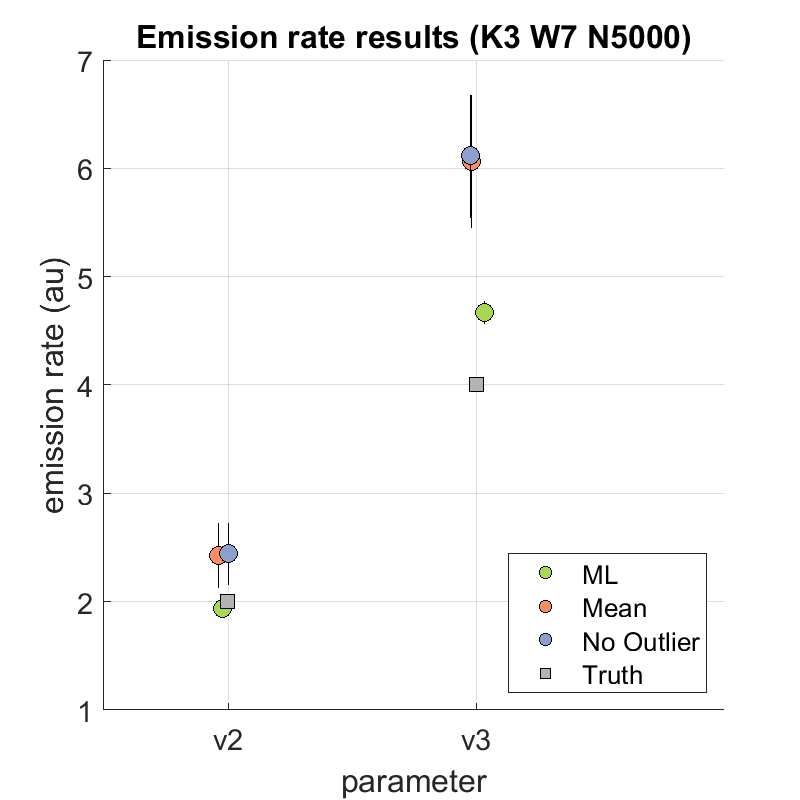 Emission rate results (K3 W7 N5000)
7
6
5
4
3
2
1
emission rate (au)
v2
v3
parameter
ML
Mean
No Outlier
Truth